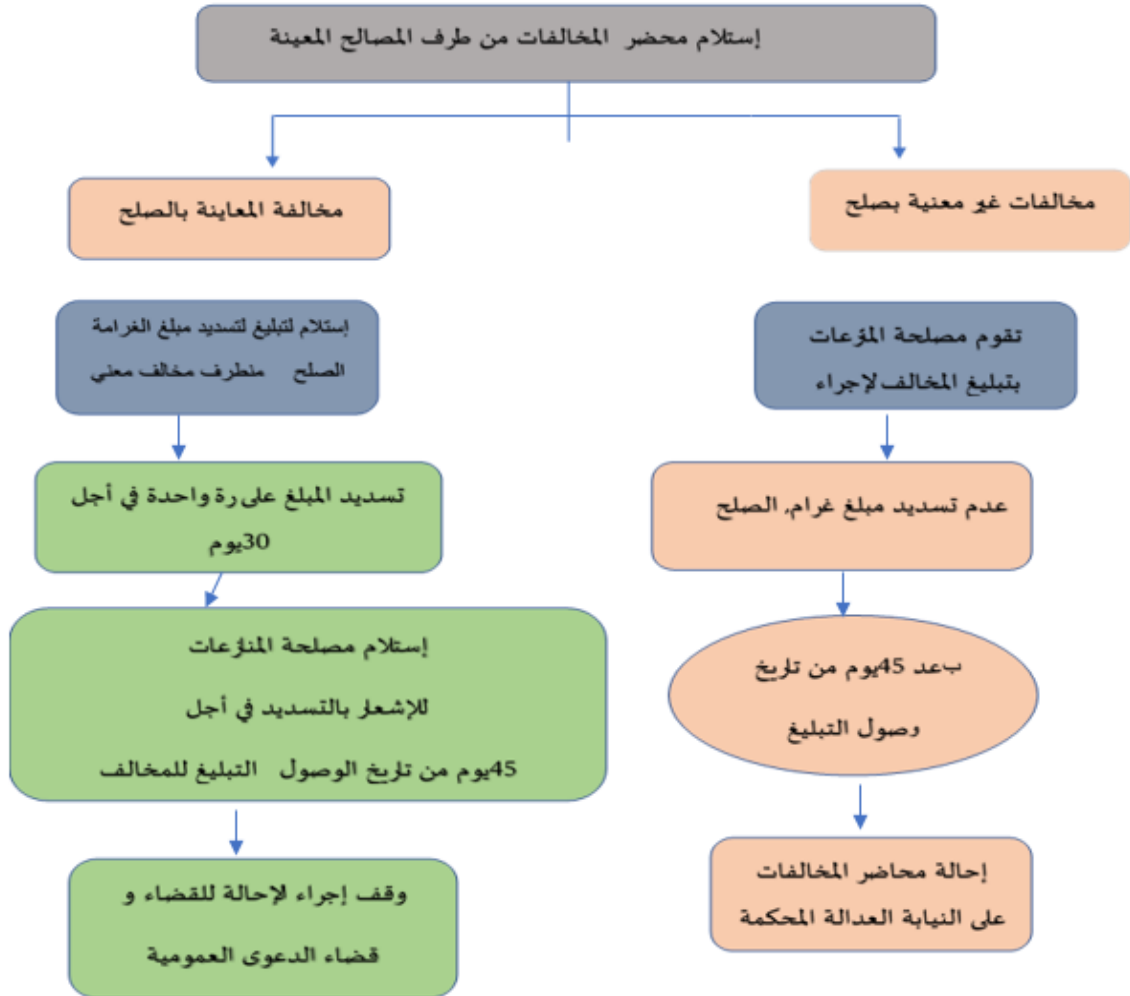 إستلام محضر المخالفات من طرف المصالح المعينة
مخالفات غير معنية بصلح
مخالفة المعاينة بالصلح
تقوم مصلحة المؤزعات
بتبليغ المخالف لإجراء
إستلام لتبليغ لتسديد مبلغ الغرامة
الصلح منطرف مخالف معني
عدم تسديد مبلغ غرام, الصلح
تسديد المبلغ على رة واحدة في أجل
30يوم
بعد 45يوم من تاريخ
وصول التبليغ
إستلام مصلحة المنؤزعات
للإشعار بالتسديد في أجل
45يوم من تاريخ الوصول التبليغ للمخالف
إحالة محاضر المخالفات
على النيابة العدالة المحكمة
وقف إجراء لإحالة للقضاء و
قضاء الدعوى العمومية